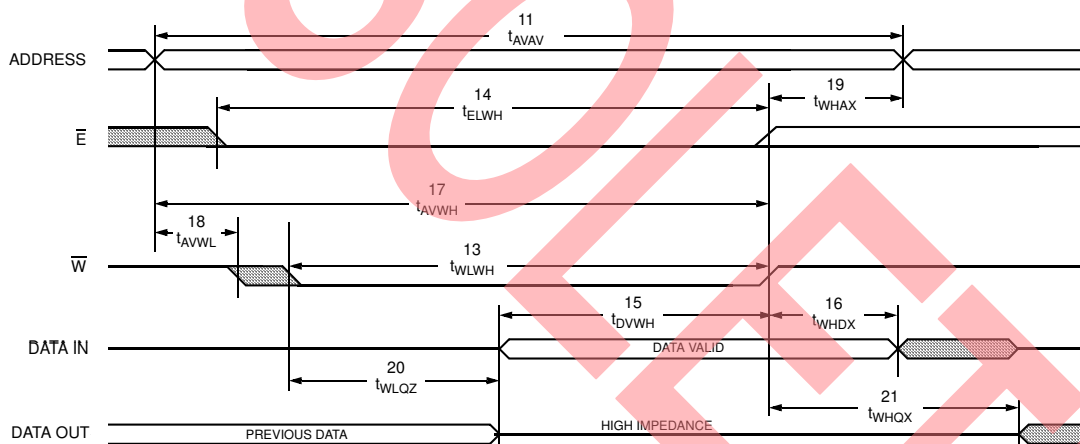 11
tAVAV
ADDRESS
19
tWHAX
14
tELWH
E
17
tAVWH
18
tAVWL
13
tWLWH
W
15
tDVWH
16
tWHDX
DATA IN
DATA VALID
20
tWLQZ
21
tWHQX
DATA OUT
PREVIOUS DATA
HIGH IMPEDANCE